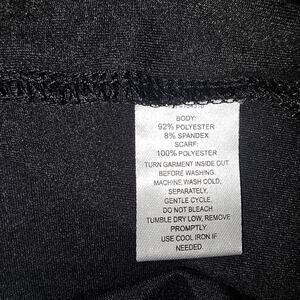 BODY:
92% POLYESTER
8% SPANDEX
SCARF:
100% POLYESTER
TURN GARMENT INSIDE OUT
BEFORE WASHING.
MACHINE WASH COLD,
SEPARATELY,
GENTLE CYCLE.
DO NOT BLEACH.
TUMBLE DRY LOW, REMOVE
PROMPTLY.
USE COOL IRON IF
NEEDED.